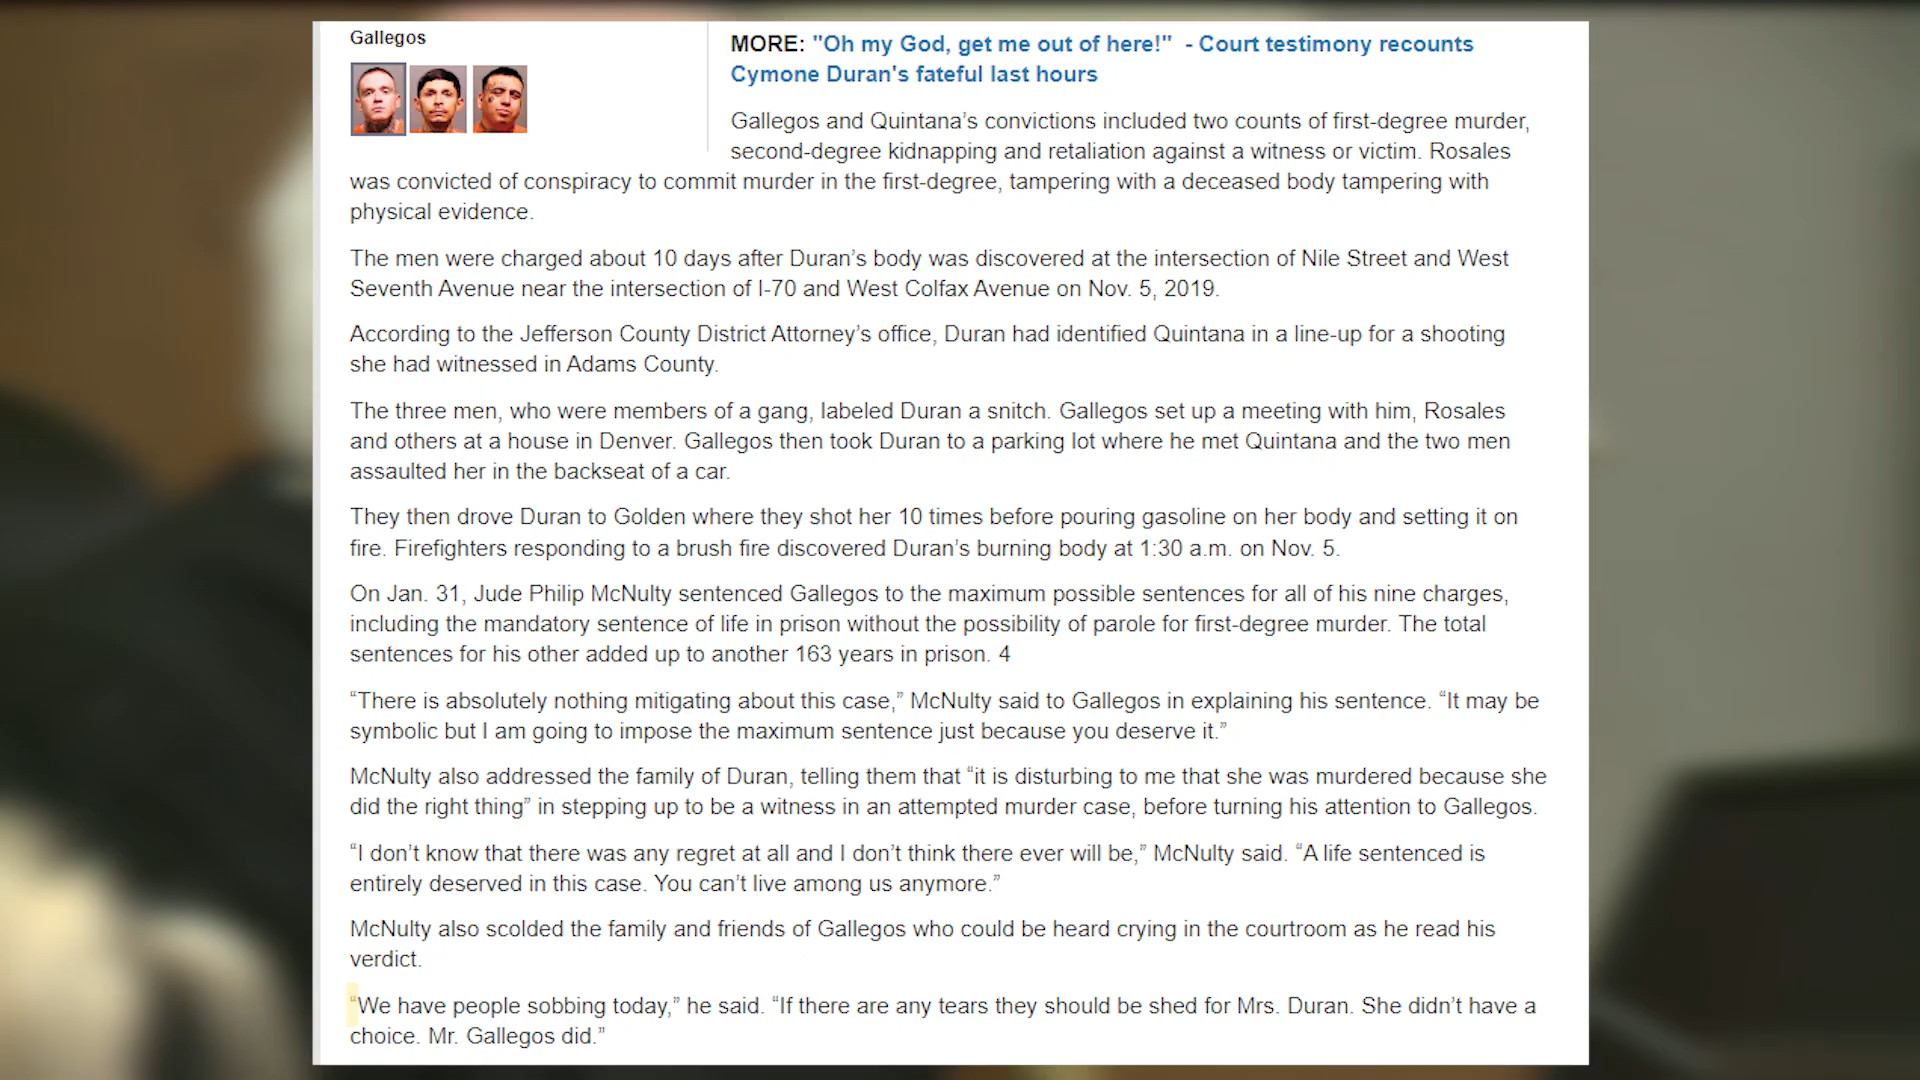 Gallegos
MORE: "Oh my God, get me out of here!"  - Court testimony recounts
Cymone Duran's fateful last hours
Gallegos and Quintana’s convictions included two counts of first-degree murder,
second-degree kidnapping and retaliation against a witness or victim. Rosales
was convicted of conspiracy to commit murder in the first-degree, tampering with a deceased body tampering with
physical evidence.
The men were charged about 10 days after Duran’s body was discovered at the intersection of Nile Street and West
Seventh Avenue near the intersection of I-70 and West Colfax Avenue on Nov. 5, 2019.
According to the Jefferson County District Attorney’s office, Duran had identified Quintana in a line-up for a shooting
she had witnessed in Adams County.
The three men, who were members of a gang, labeled Duran a snitch. Gallegos set up a meeting with him, Rosales
and others at a house in Denver. Gallegos then took Duran to a parking lot where he met Quintana and the two men
assaulted her in the backseat of a car.
They then drove Duran to Golden where they shot her 10 times before pouring gasoline on her body and setting it on
fire. Firefighters responding to a brush fire discovered Duran’s burning body at 1:30 a.m. on Nov. 5.
On Jan. 31, Jude Philip McNulty sentenced Gallegos to the maximum possible sentences for all of his nine charges,
including the mandatory sentence of life in prison without the possibility of parole for first-degree murder. The total
sentences for his other added up to another 163 years in prison. 4
“There is absolutely nothing mitigating about this case,” McNulty said to Gallegos in explaining his sentence. “It may be
symbolic but I am going to impose the maximum sentence just because you deserve it.”
McNulty also addressed the family of Duran, telling them that “it is disturbing to me that she was murdered because she
did the right thing” in stepping up to be a witness in an attempted murder case, before turning his attention to Gallegos.
“I don’t know that there was any regret at all and I don’t think there ever will be,” McNulty said. “A life sentenced is
entirely deserved in this case. You can’t live among us anymore.”
McNulty also scolded the family and friends of Gallegos who could be heard crying in the courtroom as he read his
verdict.
“We have people sobbing today,” he said. “If there are any tears they should be shed for Mrs. Duran. She didn’t have a
choice. Mr. Gallegos did.”